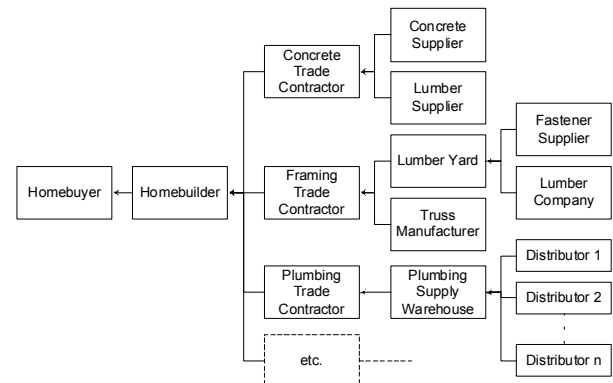 Homebuyer
Homebuilder
Concrete
Trade
Contractor
Concrete
Supplier
Lumber
Supplier
Framing
Trade
Contractor
Lumber Yard
Truss
Manufacturer
Fastener
Supplier
Lumber
Company
Plumbing
Trade
Contractor
Plumbing
Supply
Warehouse
Distributor 1
Distributor 2
Distributor n
etc.